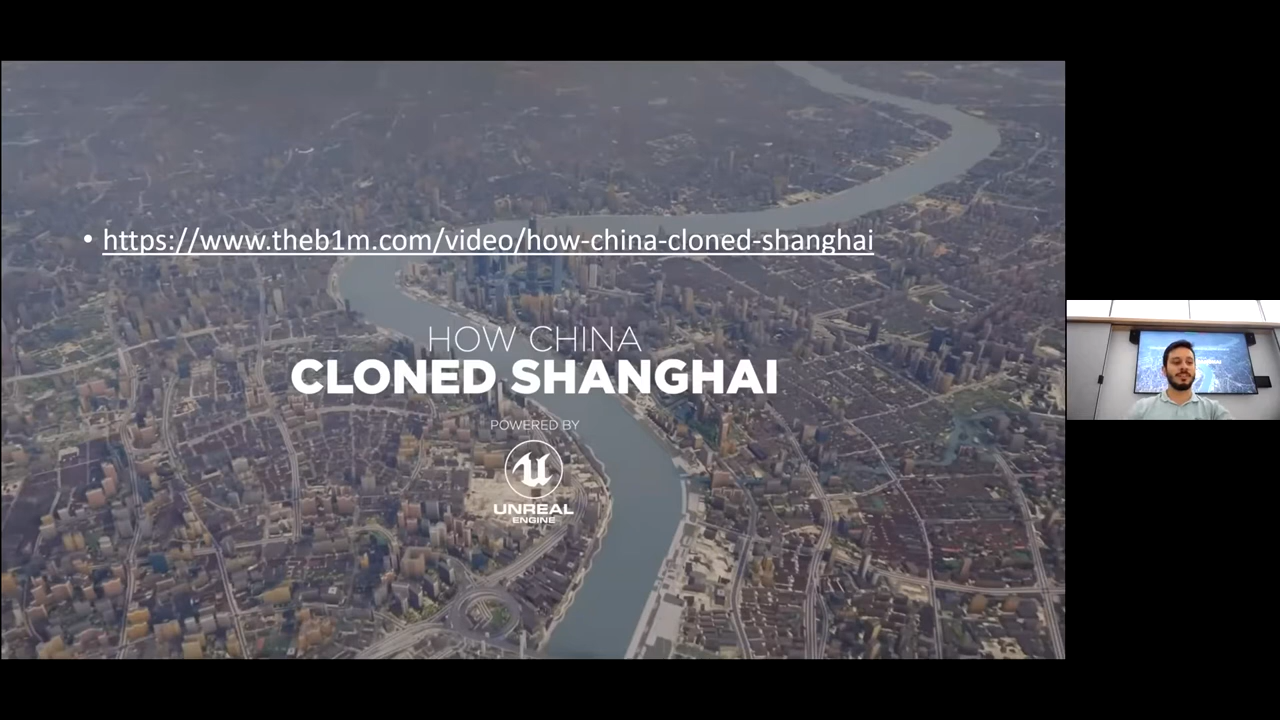 • https://www.theb1m.com/video/how-china-cloned-shanghai
HOW CHINA
CLONED SHANGHAI
POWERED BY
UNREAL
ENGINE